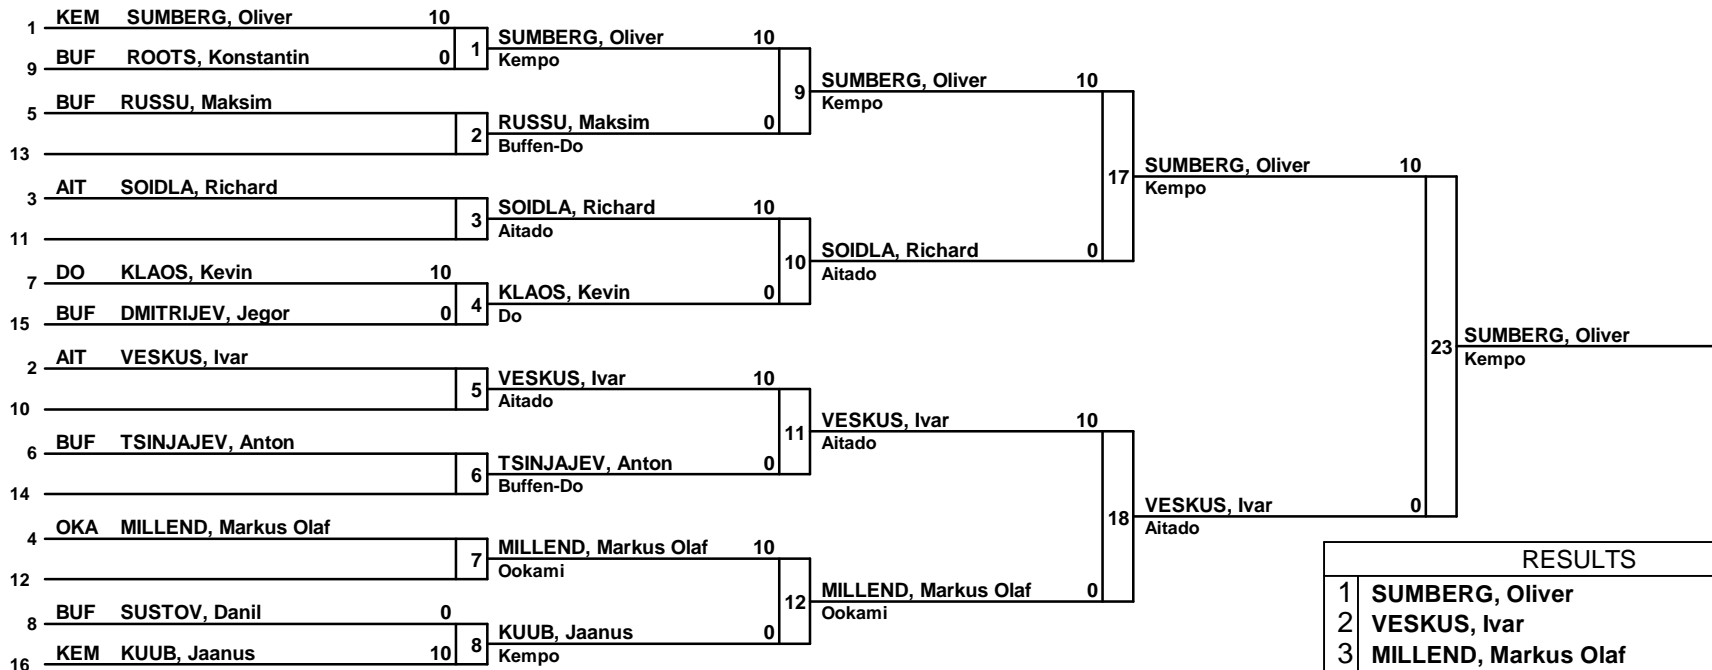 1 KEM SUMBERG, Oliver 10
9 BUF ROOTS, Konstantin 0
1
SUMBERG, Oliver 10
Kempo
5 BUF RUSSU, Maksim
13
2
RUSSU, Maksim 0
Buffen-Do
9
SUMBERG, Oliver 10
Kempo
3 AIT SOIDLA, Richard
11
3
SOIDLA, Richard 10
Aitado
7 DO KLAOS, Kevin 10
15 BUF DMITRIJEV, Jegor 0
4
KLAOS, Kevin 0
Do
10
SOIDLA, Richard 0
Aitado
17
SUMBERG, Oliver 10
Kempo
2 AIT VESKUS, Ivar
10
5
VESKUS, Ivar 10
Aitado
6 BUF TSINJAJEV, Anton
14
6
TSINJAJEV, Anton 0
Buffen-Do
11
VESKUS, Ivar 10
Aitado
4 OKA MILLEND, Markus Olaf
12
7
MILLEND, Markus Olaf 10
Ookami
8 BUF SUSTOV, Danil 0
16 KEM KUUB, Jaanus 10
8
KUUB, Jaanus 0
Kempo
12
MILLEND, Markus Olaf 0
Ookami
18
VESKUS, Ivar 0
Aitado
23
SUMBERG, Oliver
Kempo
RESULTS
1 SUMBERG, Oliver
2 VESKUS, Ivar
3 MILLEND, Markus Olaf